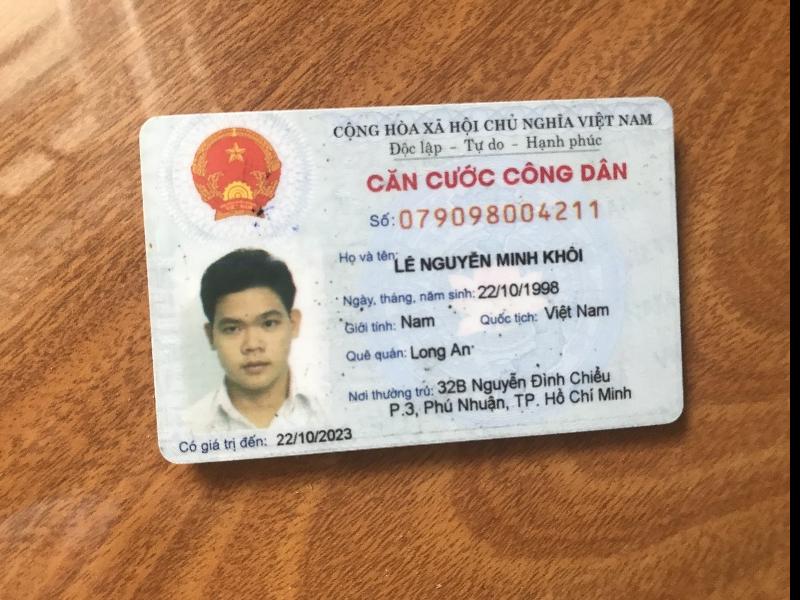 CỘNG HÒA XÃ HỘI CHỦ NGHĨA VIỆT NAM
Độc lập - Tự do - Hạnh phúc
CĂN CƯỚC CÔNG DÂN
Số: 079098004211
Họ và tên: LÊ NGUYỄN MINH KHÔI
Ngày, tháng, năm sinh: 22/10/1998
Giới tính: Nam Quốc tịch: Việt Nam
Quê quán: Long An
Nơi thường trú: 32B Nguyễn Đình Chiểu
P.3, Phú Nhuận, TP. Hồ Chí Minh
Có giá trị đến: 22/10/2023